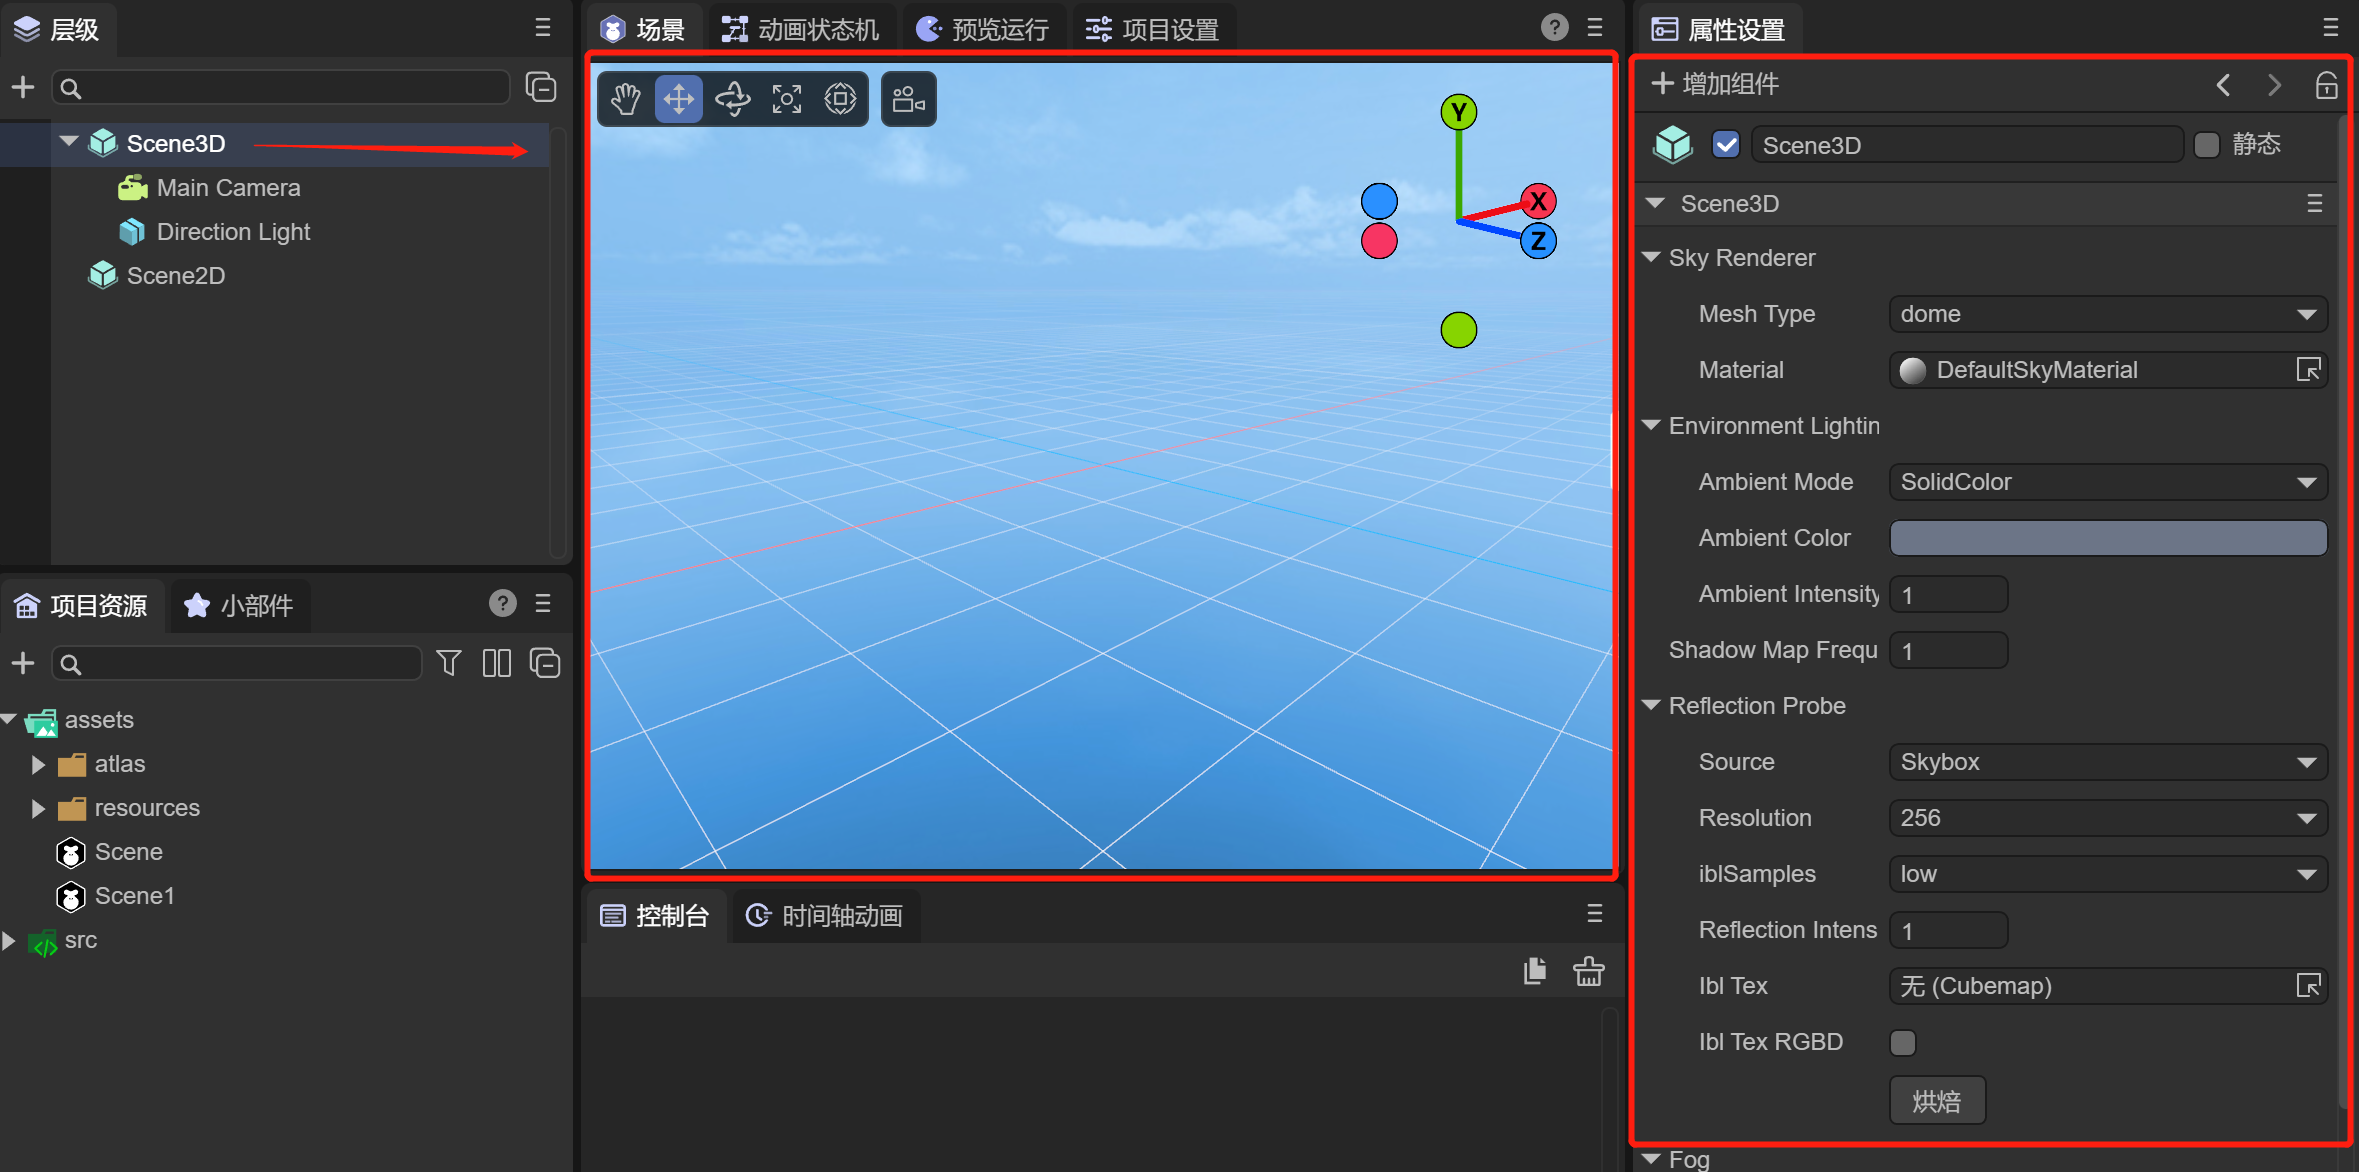 层级
Scene3D
Main Camera
Direction Light
Scene2D
项目资源
小部件
assets
atlas
resources
Scene
Scene1
src
场景
动画状态机
预览运行
项目设置
Y
X
Z
控制台
时间轴动画
属性设置
增加组件
Scene3D
静态
Scene3D
Sky Renderer
Mesh Type dome
Material DefaultSkyMaterial
Environment Lightin
Ambient Mode SolidColor
Ambient Color
Ambient Intensity 1
Shadow Map Frequ 1
Reflection Probe
Source Skybox
Resolution 256
iblSamples low
Reflection Intens 1
Ibl Tex 无 (Cubemap)
Ibl Tex RGBD
烘焙
Fog